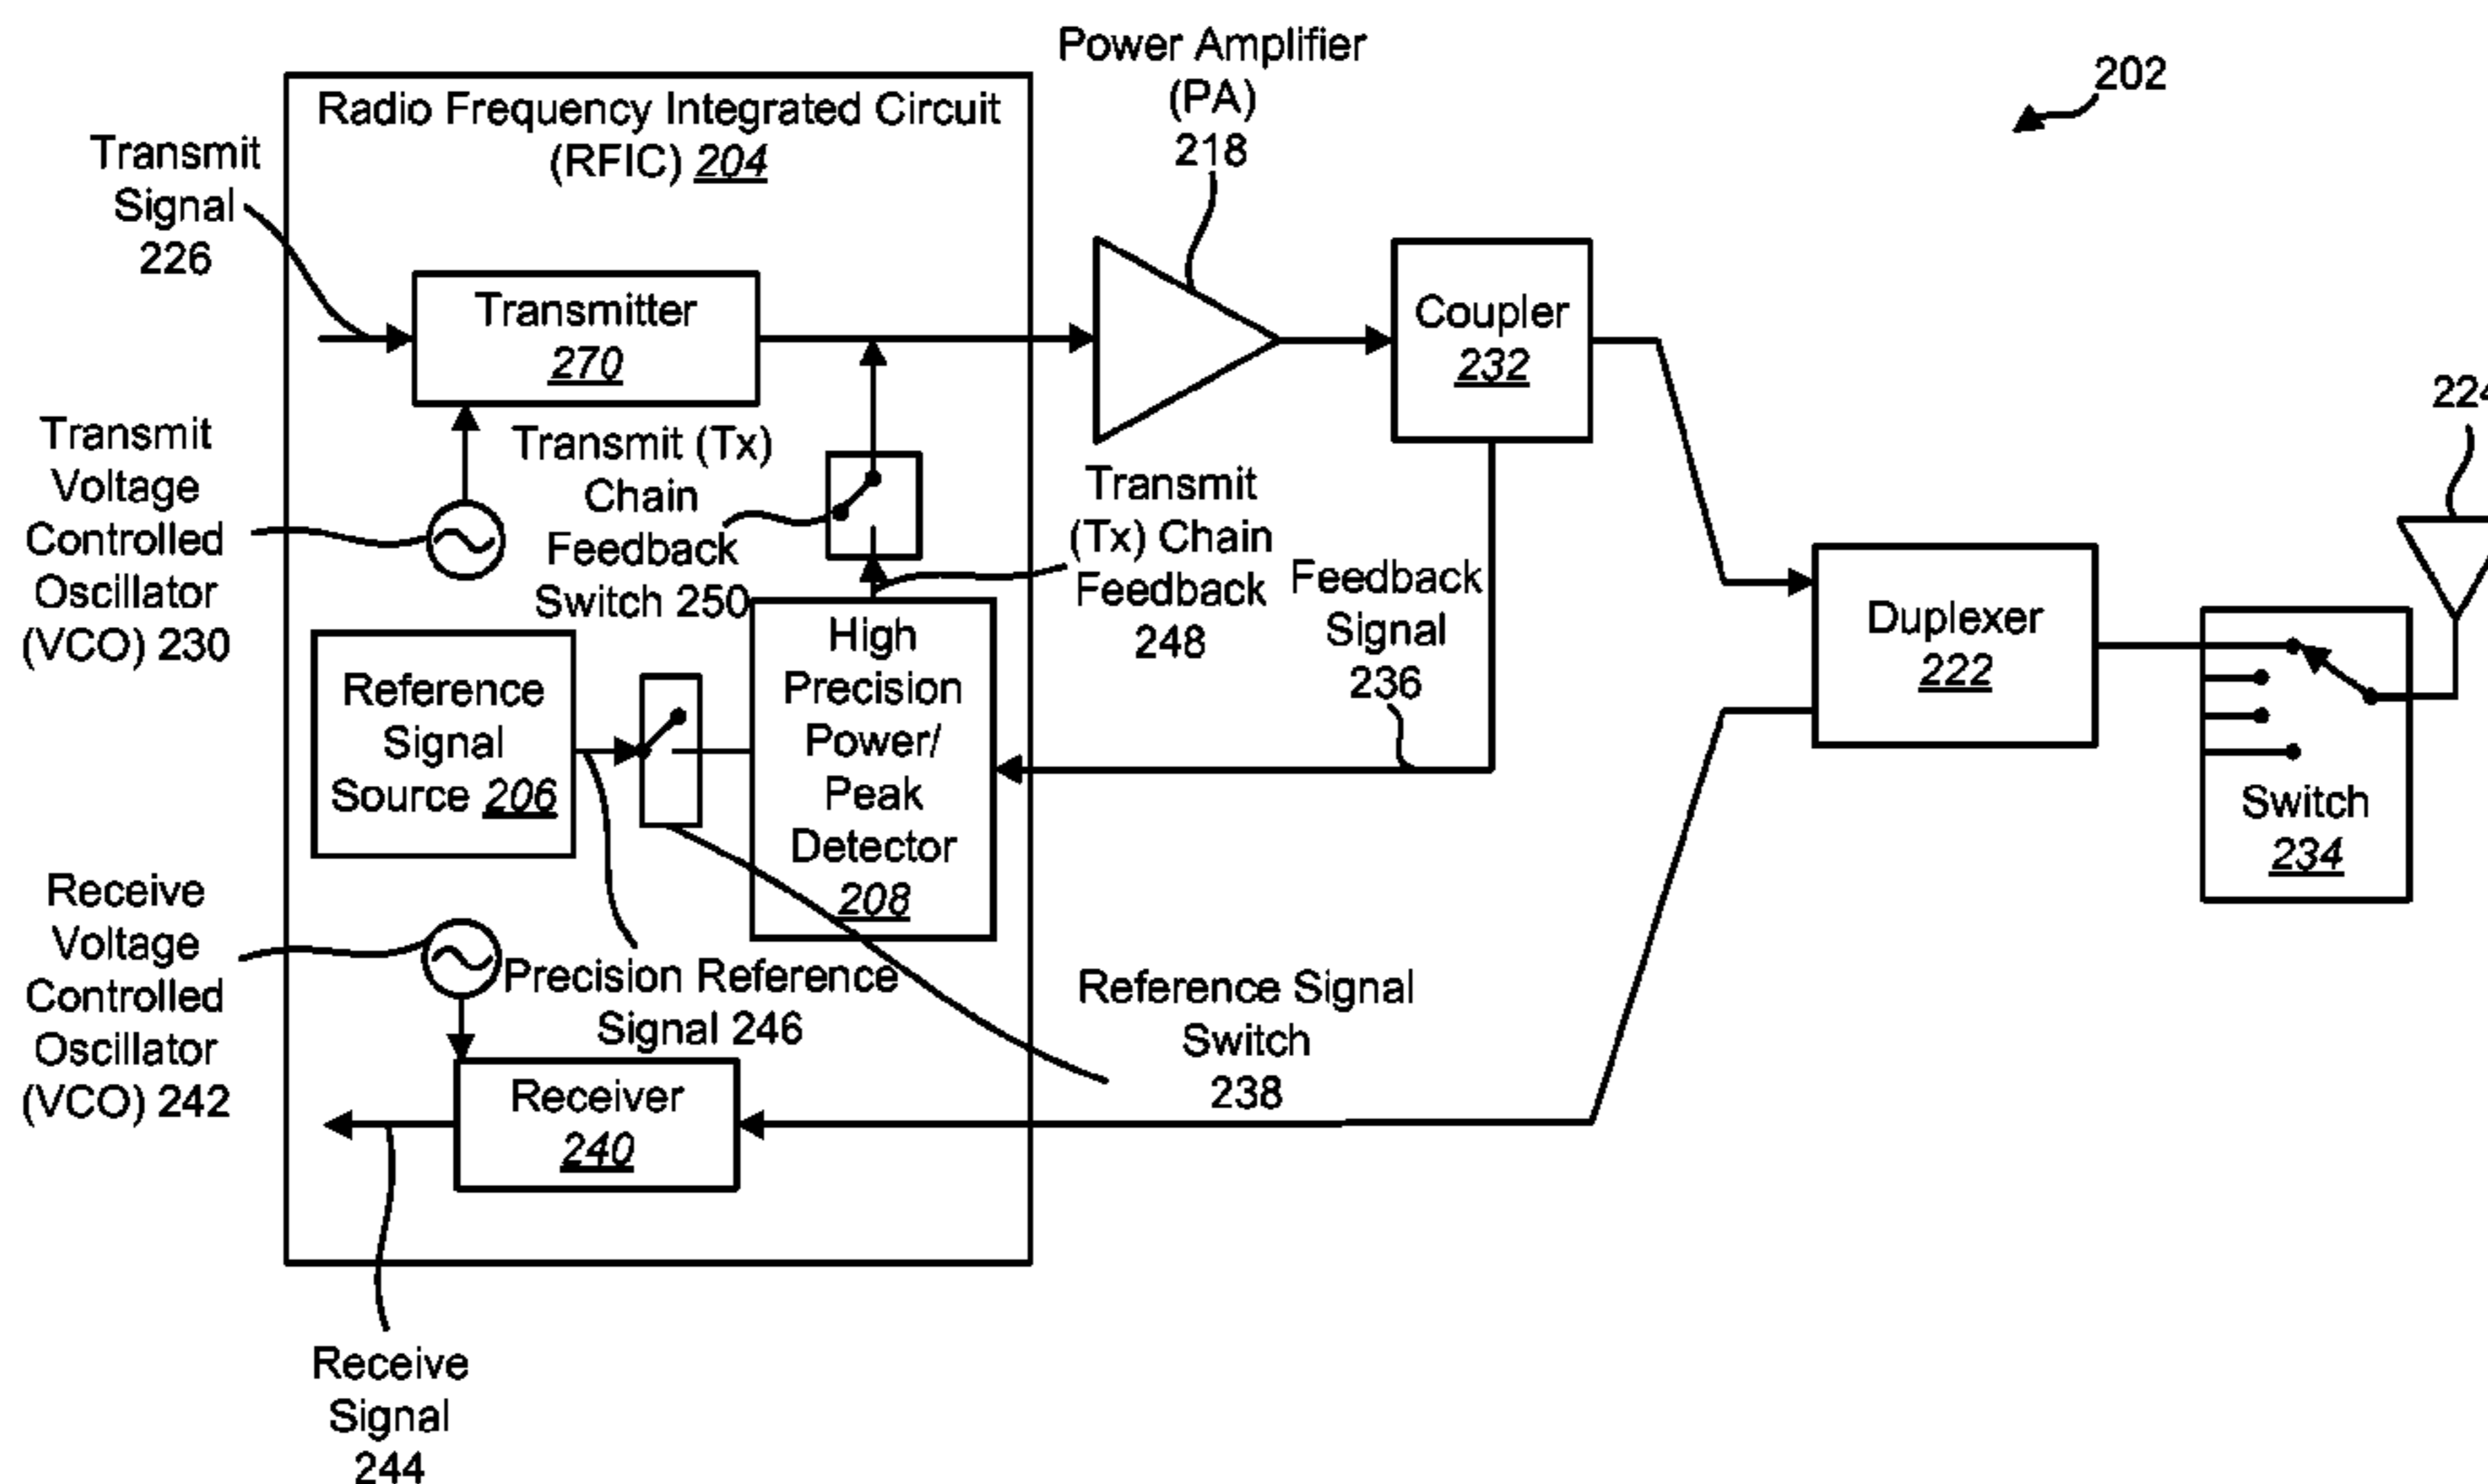 Power Amplifier
(PA)
218
202
Radio Frequency Integrated Circuit
(RFIC) 204
Transmit
Signal
226
Transmitter
270
Coupler
232
224
Transmit
Voltage
Controlled
Oscillator
(VCO) 230
Transmit (Tx)
Chain
Feedback
Switch 250
Transmit
(Tx) Chain
Feedback
248
Feedback
Signal
236
Duplexer
222
Switch
234
Reference
Signal
Source 206
High
Precision
Power/
Peak
Detector
208
Receive
Voltage
Controlled
Oscillator
(VCO) 242
Precision Reference
Signal 246
Reference Signal
Switch
238
Receiver
240
Receive
Signal
244